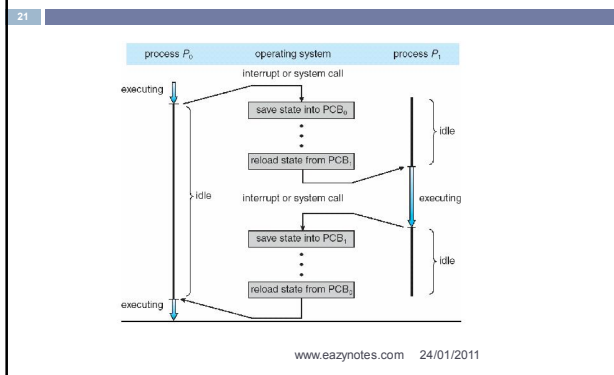 21
process P₀ operating system process P₁
interrupt or system call
executing
save state into PCB₀
idle
reload state from PCB₁
idle
interrupt or system call
executing
save state into PCB₁
idle
reload state from PCB₀
executing
www.eazynotes.com 24/01/2011